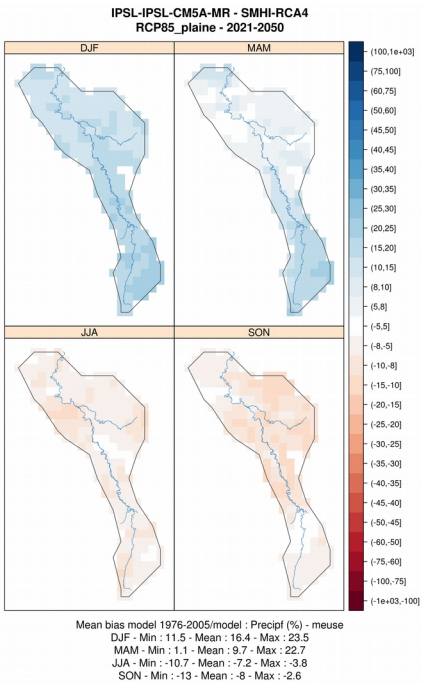 IPSL-IPSL-CM5A-MR - SMHI-RCA4
RCP85_plaine - 2021-2050
DJF
MAM
JJA
SON
(100,1e+03]
(75,100]
(60,75]
(50,60]
(45,50]
(40,45]
(35,40]
(30,35]
(25,30]
(20,25]
(15,20]
(10,15]
(8,10]
(5,8]
(-5,5]
(-8,-5]
(-10,-8]
(-15,-10]
(-20,-15]
(-25,-20]
(-30,-25]
(-35,-30]
(-40,-35]
(-45,-40]
(-50,-45]
(-60,-50]
(-75,-60]
(-100,-75]
(-1e+03,-100]
Mean bias model 1976-2005/model : Precipf (%) - meuse
DJF - Min : 11.5 - Mean : 16.4 - Max : 23.5
MAM - Min : 1.1 - Mean : 9.7 - Max : 22.7
JJA - Min : -10.7 - Mean : -7.2 - Max : -3.8
SON - Min : -13 - Mean : -8 - Max : -2.6